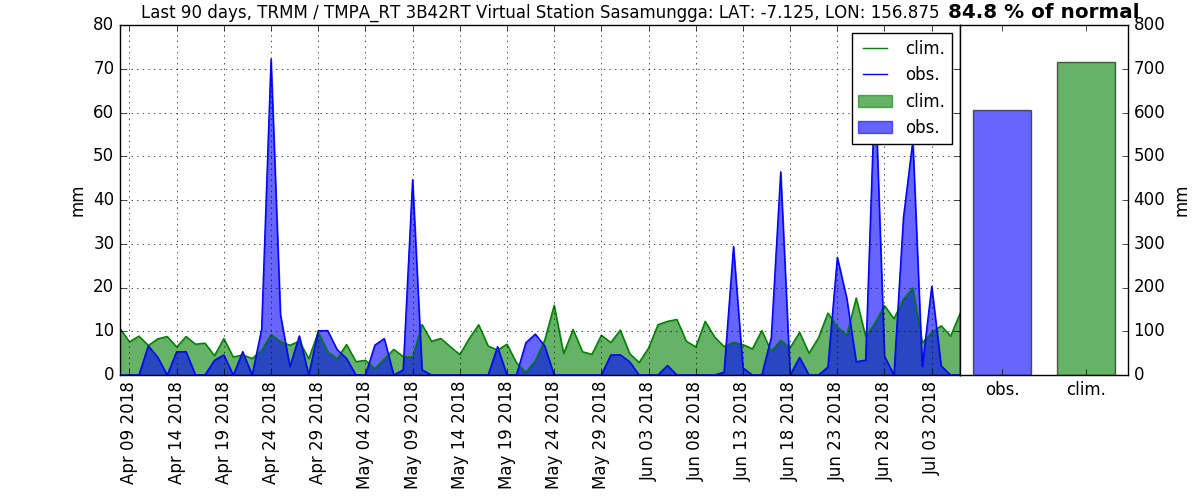 Last 90 days, TRMM / TMPA_RT 3B42RT Virtual Station Sasamungga: LAT: -7.125, LON: 156.875
84.8 % of normal
mm
80
70
60
50
40
30
20
10
0
clim.
obs.
clim.
obs.
Apr 09 2018
Apr 14 2018
Apr 19 2018
Apr 24 2018
Apr 29 2018
May 04 2018
May 09 2018
May 14 2018
May 19 2018
May 24 2018
May 29 2018
Jun 03 2018
Jun 08 2018
Jun 13 2018
Jun 18 2018
Jun 23 2018
Jun 28 2018
Jul 03 2018
800
700
600
500
400
300
200
100
0
mm
obs.
clim.